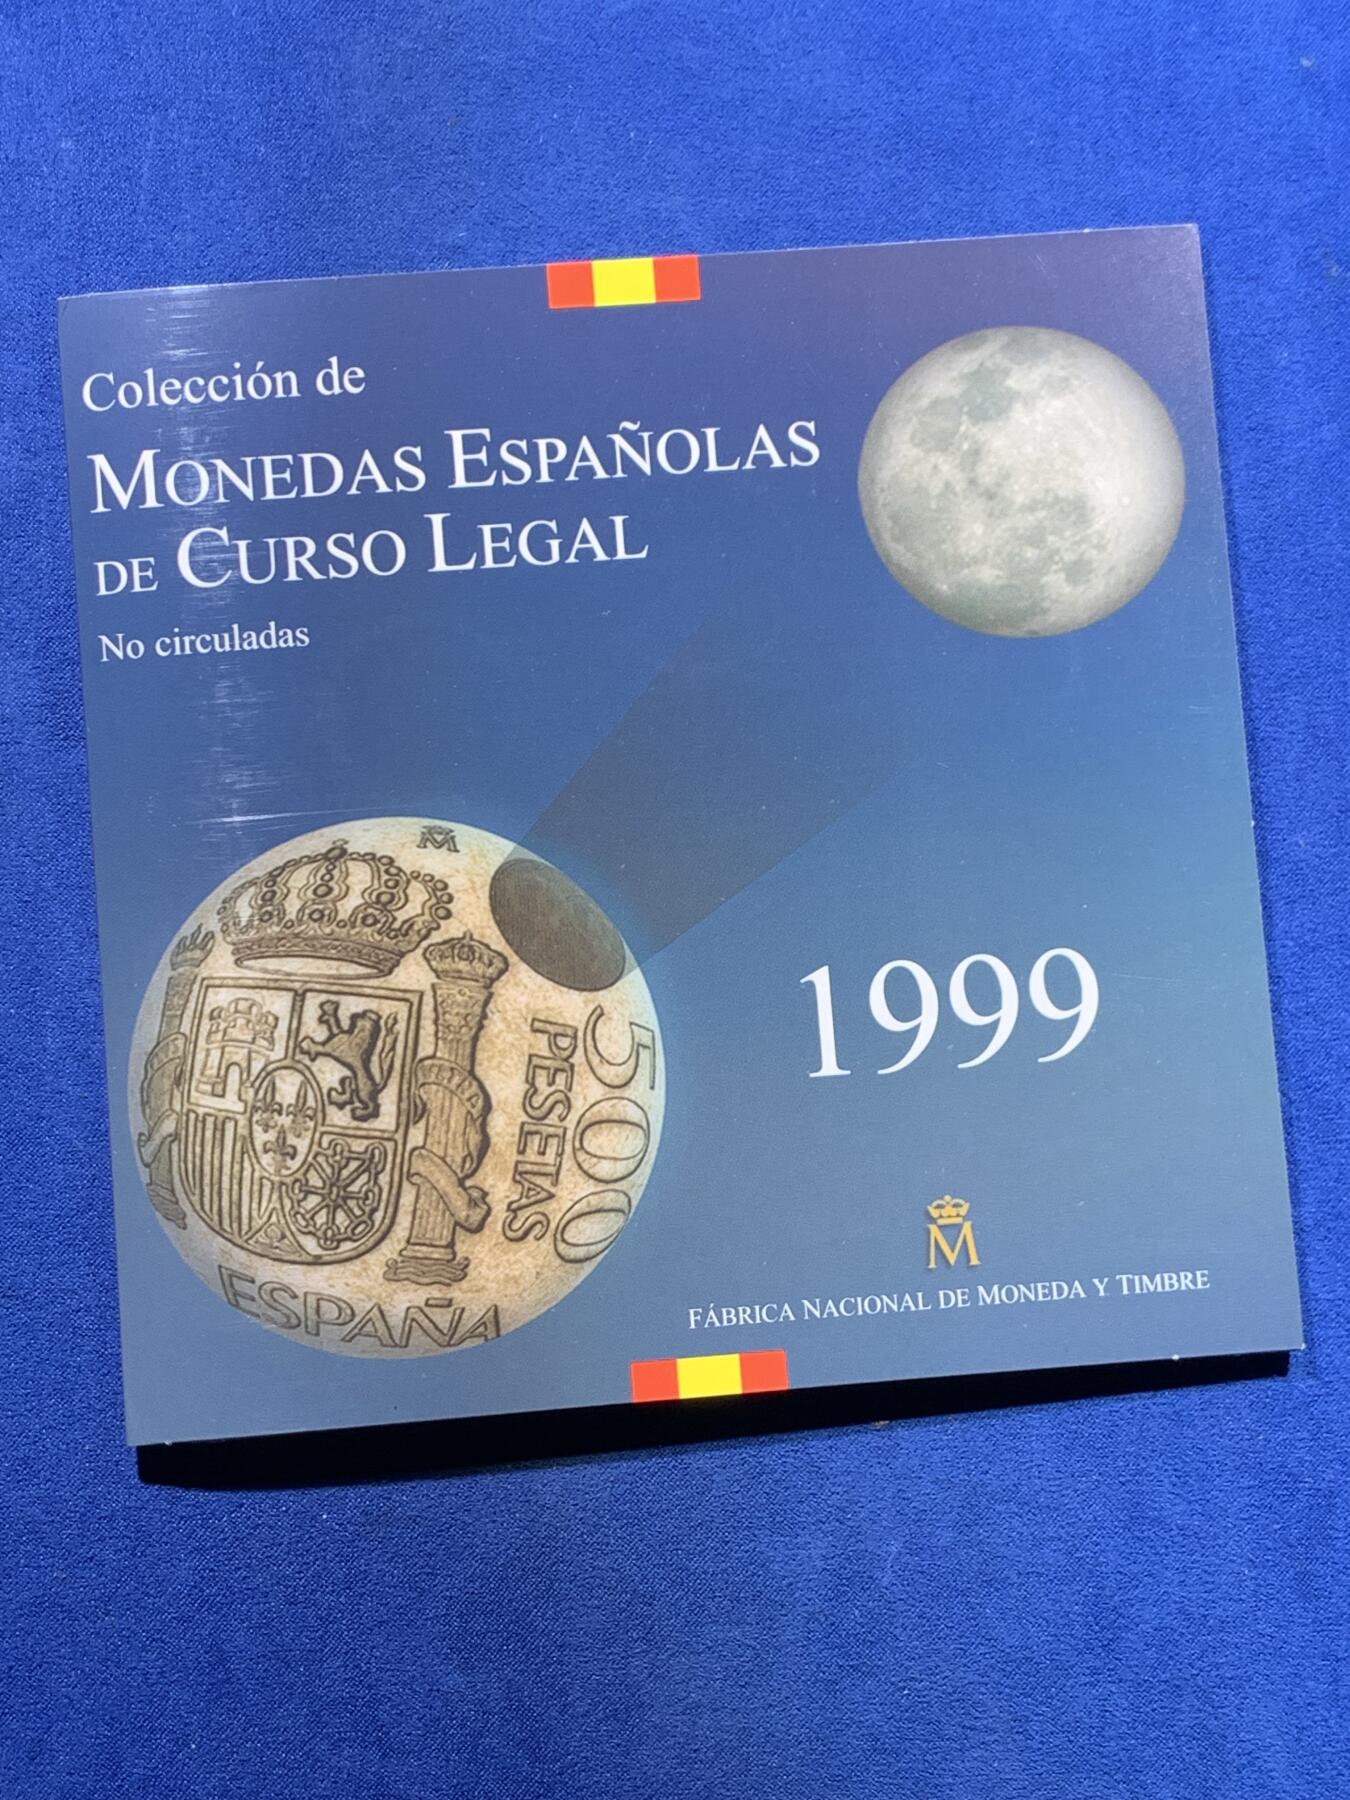 Colección de
MONEDAS ESPAÑOLAS
DE CURSO LEGAL
No circuladas
M
500
PESETAS
ESPAÑA
1999
M
FÁBRICA NACIONAL DE MONEDA Y TIMBRE